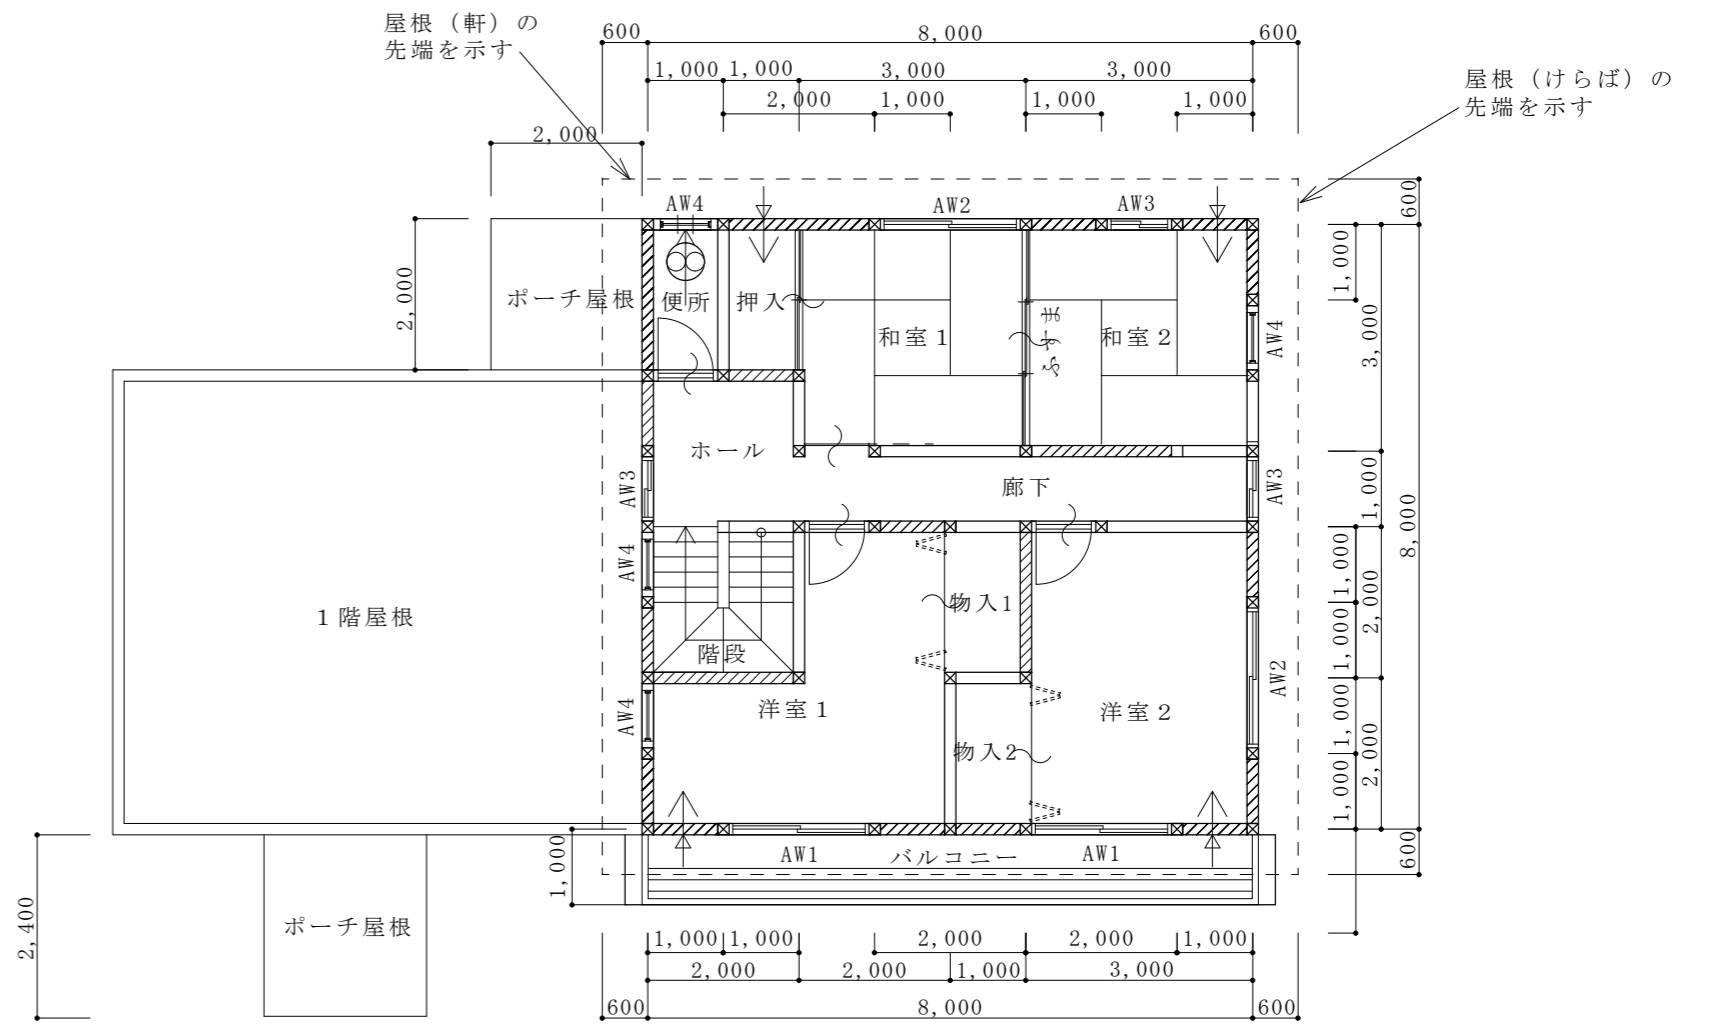 屋根（軒）の
先端を示す
屋根（けらば）の
先端を示す
600 8,000 600
1,000 1,000 3,000 3,000
2,000 1,000 1,000 1,000
2,000
AW4 AW2 AW3
600
2,000
1,000
ポーチ屋根 便所 押入 和室1 ふすま 和室2
AW4
3,000
ホール
AW3
廊下
AW3
1,000
8,000
AW4
1,000
2,000
1階屋根
物入1
階段
1,000
AW2
AW4
洋室1
洋室2
1,000
物入2
2,000
1,000
AW1 バルコニー AW1
1,000
600
2,400
ポーチ屋根
1,000 1,000 2,000 2,000 1,000
2,000 2,000 1,000 3,000
600 8,000 600